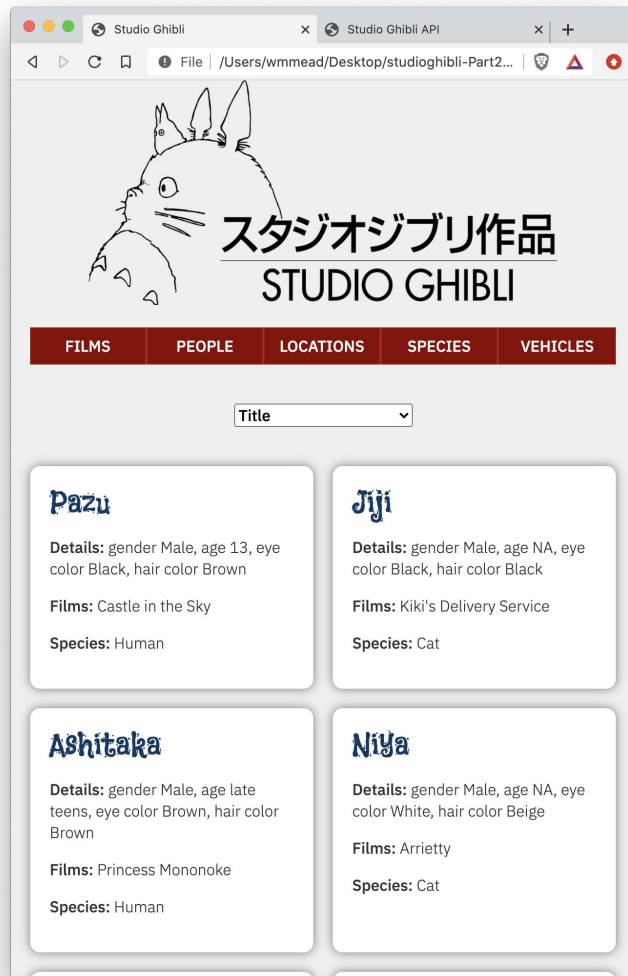 Studio Ghibli
Studio Ghibli API
File /Users/wmmead/Desktop/studioghibli-Part2...
スタジオジブリ作品
STUDIO GHIBLI
FILMS PEOPLE LOCATIONS SPECIES VEHICLES
Title
Pazu
Details: gender Male, age 13, eye
color Black, hair color Brown
Films: Castle in the Sky
Species: Human
Jiji
Details: gender Male, age NA, eye
color Black, hair color Black
Films: Kiki's Delivery Service
Species: Cat
Ashitaka
Details: gender Male, age late
teens, eye color Brown, hair color
Brown
Films: Princess Mononoke
Species: Human
Niya
Details: gender Male, age NA, eye
color White, hair color Beige
Films: Arrietty
Species: Cat